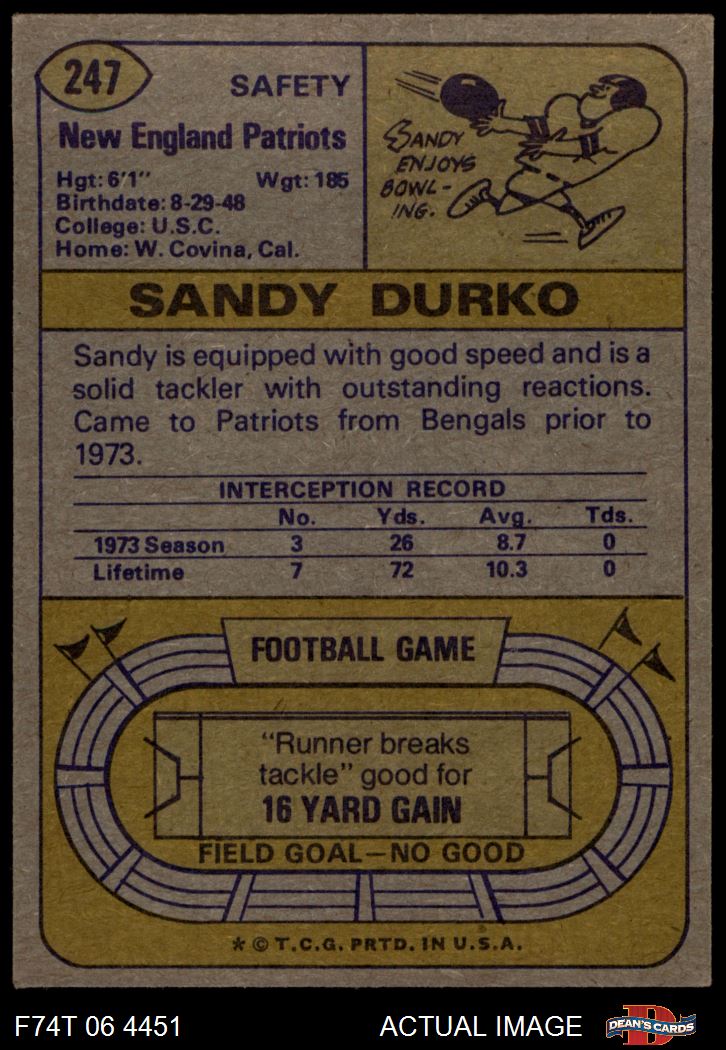 247
SAFETY
New England Patriots
Hgt: 6'1" Wgt: 185
Birthdate: 8-29-48
College: U.S.C.
Home: W. Covina, Cal.
SANDY
ENJOYS
BOWL-
ING.
SANDY DURKO
Sandy is equipped with good speed and is a
solid tackler with outstanding reactions.
Came to Patriots from Bengals prior to
1973.
INTERCEPTION RECORD
No. Yds. Avg. Tds.
1973 Season 3 26 8.7 0
Lifetime 7 72 10.3 0
FOOTBALL GAME
"Runner breaks
tackle" good for
16 YARD GAIN
FIELD GOAL—NO GOOD
* © T.C.G. PRTD. IN U.S.A.
F74T 06 4451 ACTUAL IMAGE
DEAN'S CARDS